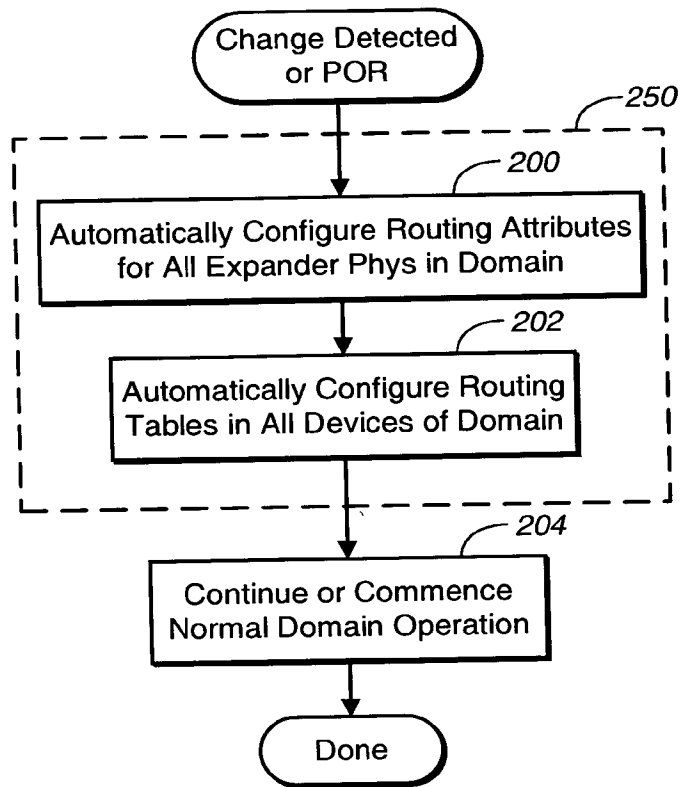 Change Detected
or POR
250
200
Automatically Configure Routing Attributes
for All Expander Phys in Domain
202
Automatically Configure Routing
Tables in All Devices of Domain
204
Continue or Commence
Normal Domain Operation
Done